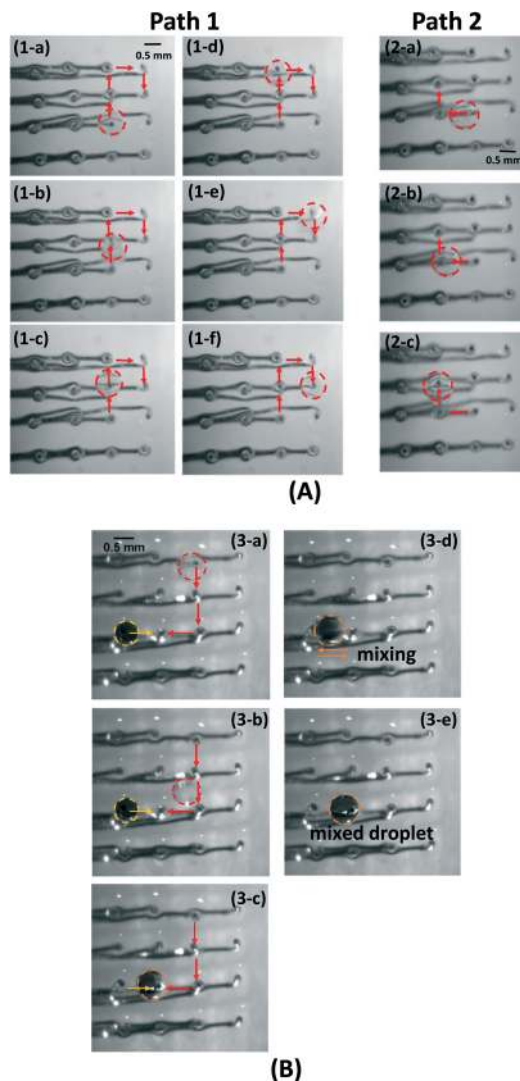 Path 1
Path 2
(1-a)
0.5 mm
(1-d)
(2-a)
0.5 mm
(1-b)
(1-e)
(2-b)
(1-c)
(1-f)
(2-c)
(A)
(3-a)
0.5 mm
(3-d)
mixing
(3-b)
(3-e)
mixed droplet
(3-c)
(B)